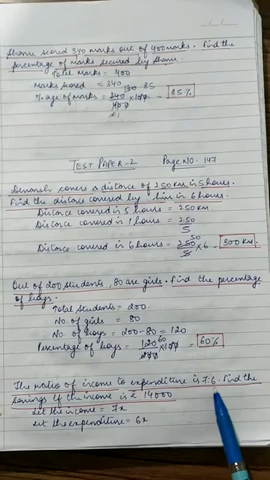 scored 340 marks out of 400 marks. Find the
percentage of marks secured by
Total marks = 400
Marks scored = 340
%age of marks = 340/400 × 100 = 85%
TEST PAPER-2 PAGE NO. 147
covers a distance of 250 KM in 5 hours.
Find the distance covered by him in 6 hours.
Distance covered in 5 hours = 250 KM
Distance covered in 1 hours = 250/5
Distance covered in 6 hours = 250/5 × 6 = 300 KM
Out of 200 students, 80 are girls. Find the percentage
of boys.
Total students = 200
No. of girls = 80
No. of boys = 200-80 = 120
Percentage of boys = 120/200 × 100 = 60%
The ratio of income to expenditure is 7:6. Find the
savings if the income is ₹ 14000
Let the income = 7x
Let the expenditure = 6x